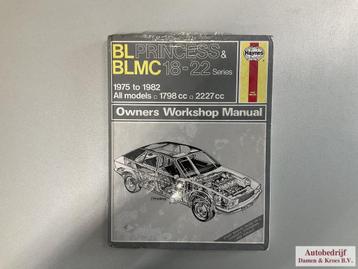 BL PRINCESS &
BLMC 18-22 Series
Haynes
1975 to 1982
All models □ 1798 cc □ 2227 cc
Owners Workshop Manual
Autobedrijf
Damen & Kroes B.V.